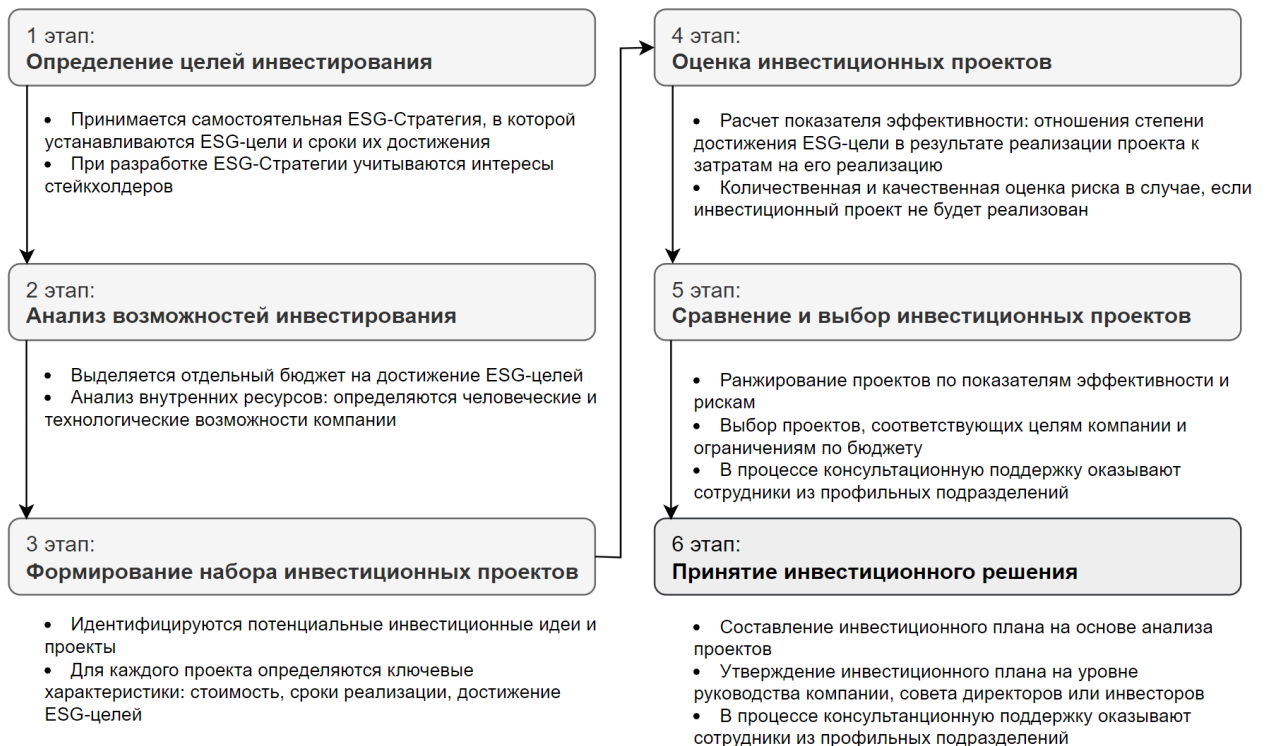 1 этап:
Определение целей инвестирования
• Принимается самостоятельная ESG-Стратегия, в которой
устанавливаются ESG-цели и сроки их достижения
• При разработке ESG-Стратегии учитываются интересы
стейкхолдеров
2 этап:
Анализ возможностей инвестирования
• Выделяется отдельный бюджет на достижение ESG-целей
• Анализ внутренних ресурсов: определяются человеческие и
технологические возможности компании
3 этап:
Формирование набора инвестиционных проектов
• Идентифицируются потенциальные инвестиционные идеи и
проекты
• Для каждого проекта определяются ключевые
характеристики: стоимость, сроки реализации, достижение
ESG-целей
4 этап:
Оценка инвестиционных проектов
• Расчет показателя эффективности: отношения степени
достижения ESG-цели в результате реализации проекта к
затратам на его реализацию
• Количественная и качественная оценка риска в случае, если
инвестиционный проект не будет реализован
5 этап:
Сравнение и выбор инвестиционных проектов
• Ранжирование проектов по показателям эффективности и
рискам
• Выбор проектов, соответствующих целям компании и
ограничениям по бюджету
• В процессе консультационную поддержку оказывают
сотрудники из профильных подразделений
6 этап:
Принятие инвестиционного решения
• Составление инвестиционного плана на основе анализа
проектов
• Утверждение инвестиционного плана на уровне
руководства компании, совета директоров или инвесторов
• В процессе консультанционную поддержку оказывают
сотрудники из профильных подразделений